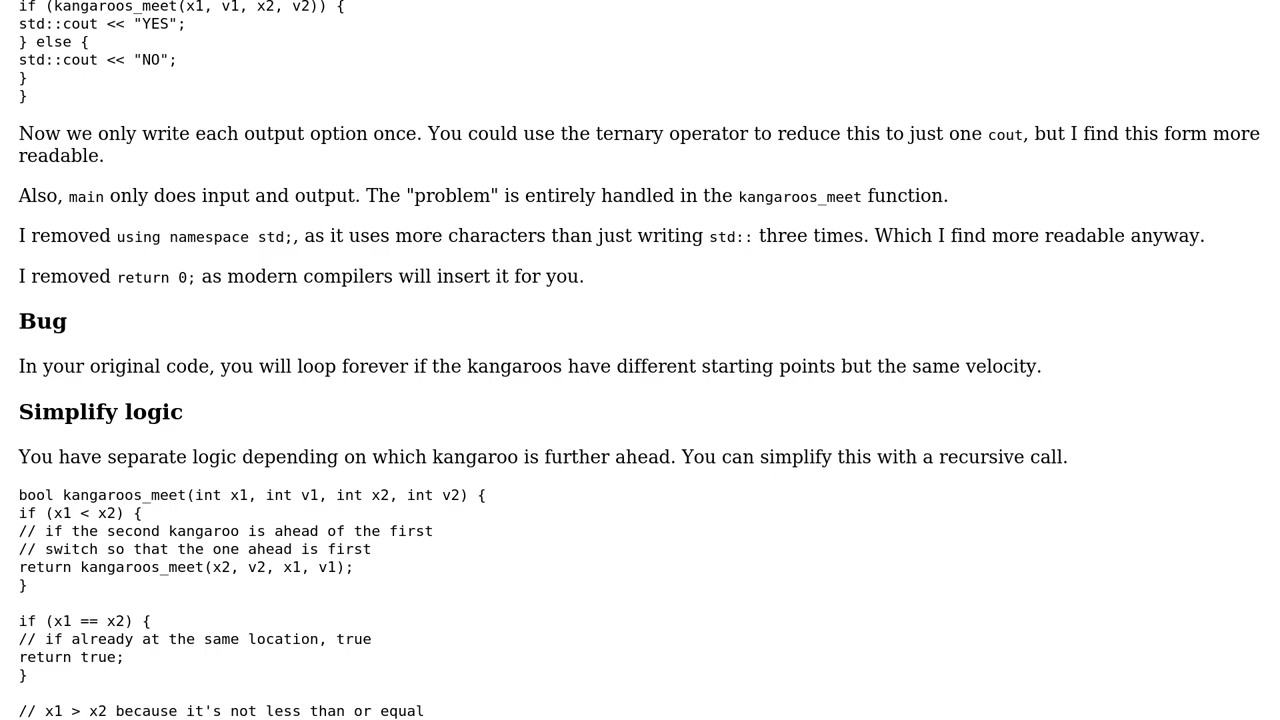 if (kangaroos_meet(x1, v1, x2, v2)) {
std::cout << "YES";
} else {
std::cout << "NO";
}
}
Now we only write each output option once. You could use the ternary operator to reduce this to just one cout, but I find this form more
readable.
Also, main only does input and output. The "problem" is entirely handled in the kangaroos_meet function.
I removed using namespace std;, as it uses more characters than just writing std:: three times. Which I find more readable anyway.
I removed return 0; as modern compilers will insert it for you.
Bug
In your original code, you will loop forever if the kangaroos have different starting points but the same velocity.
Simplify logic
You have separate logic depending on which kangaroo is further ahead. You can simplify this with a recursive call.
bool kangaroos_meet(int x1, int v1, int x2, int v2) {
if (x1 < x2) {
// if the second kangaroo is ahead of the first
// switch so that the one ahead is first
return kangaroos_meet(x2, v2, x1, v1);
}
if (x1 == x2) {
// if already at the same location, true
return true;
}
// x1 > x2 because it's not less than or equal